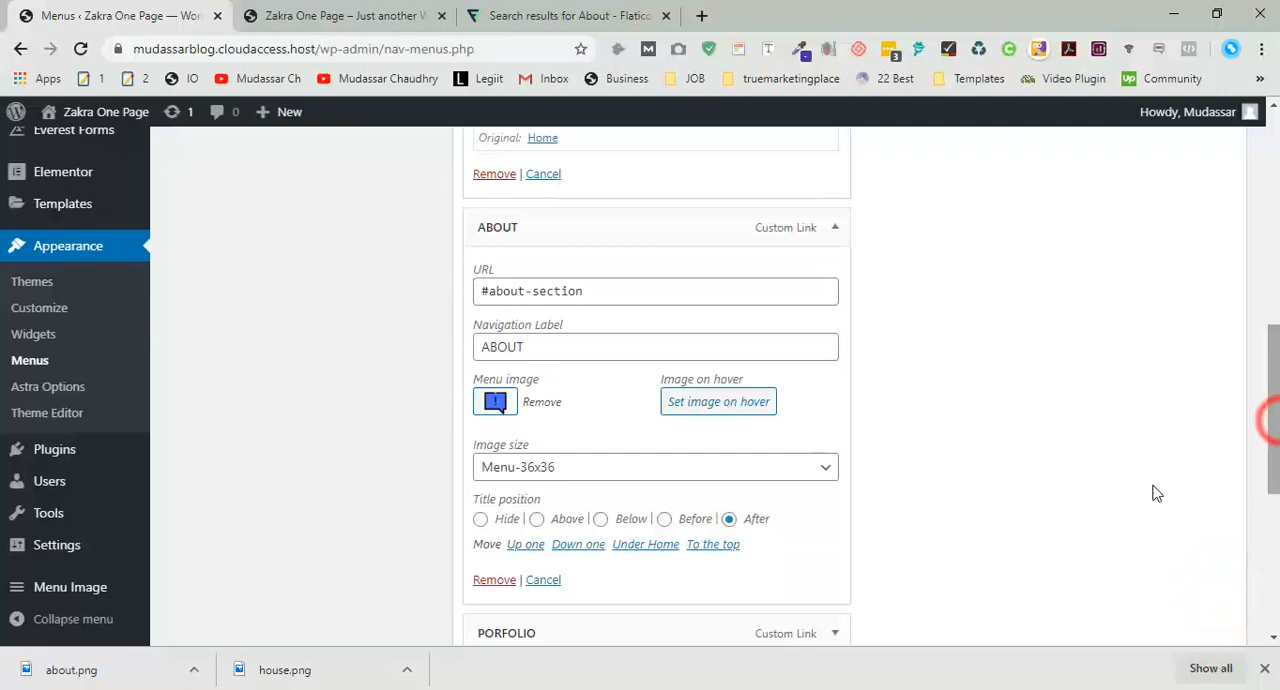 Menus ‹ Zakra One Page — Wor
Zakra One Page – Just another W
Search results for About - Flatico
mudassarblog.cloudaccess.host/wp-admin/nav-menus.php
Apps
1
2
IO
Mudassar Ch
Mudassar Chaudhry
Legiit
Inbox
Business
JOB
truemarketingplace
22 Best
Templates
Video Plugin
Community
Zakra One Page
1
0
New
Howdy, Mudassar
Everest Forms
Elementor
Templates
Appearance
Themes
Customize
Widgets
Menus
Astra Options
Theme Editor
Plugins
Users
Tools
Settings
Menu Image
Collapse menu
Original: Home
Remove | Cancel
ABOUT Custom Link
URL
#about-section
Navigation Label
ABOUT
Menu image Image on hover
Remove Set image on hover
Image size
Menu-36x36
Title position
Hide | Above | Below | Before | After
Move Up one Down one Under Home To the top
Remove | Cancel
PORFOLIO Custom Link
about.png
house.png
Show all